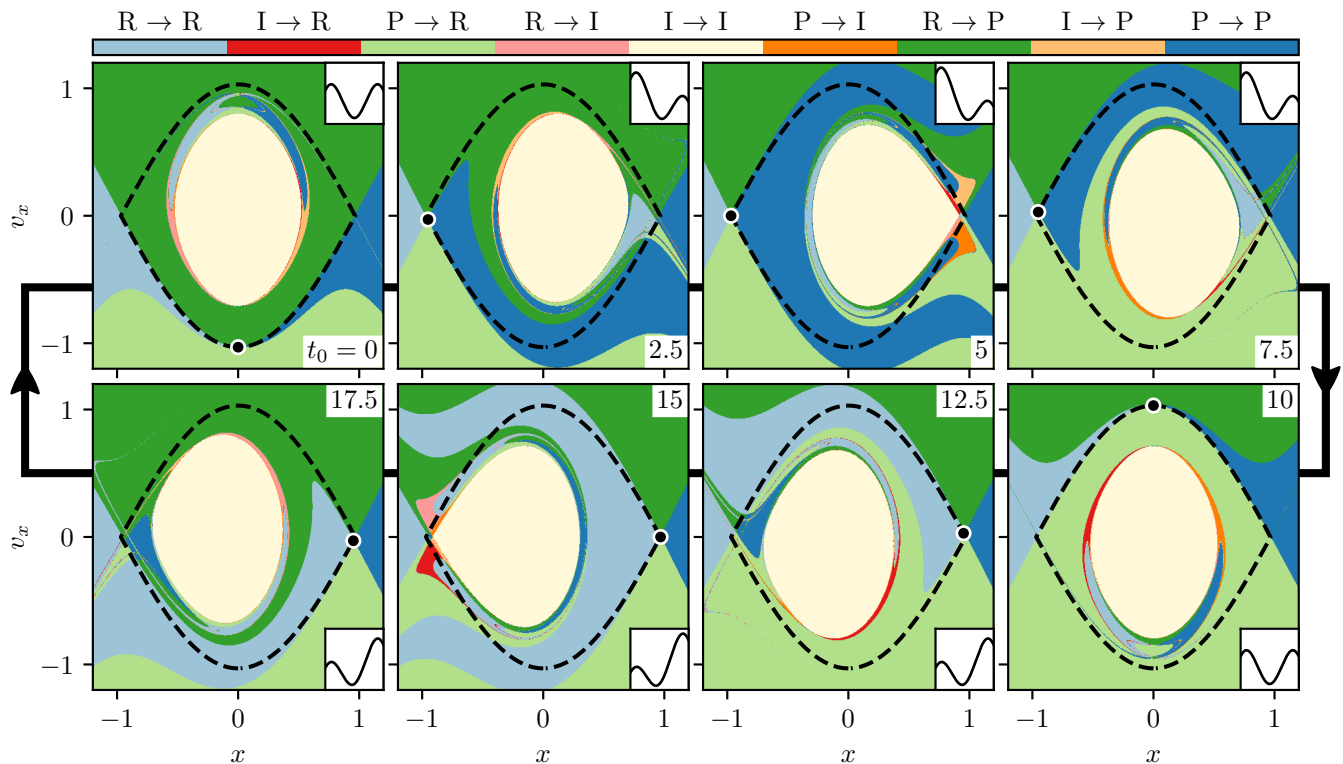 R → R I → R P → R R → I I → I P → I R → P I → P P → P
1
0
−1
v_x
t_0 = 0
2.5
5
7.5
17.5
15
12.5
10
1
0
−1
v_x
−1 0 1 −1 0 1 −1 0 1 −1 0 1
x x x x